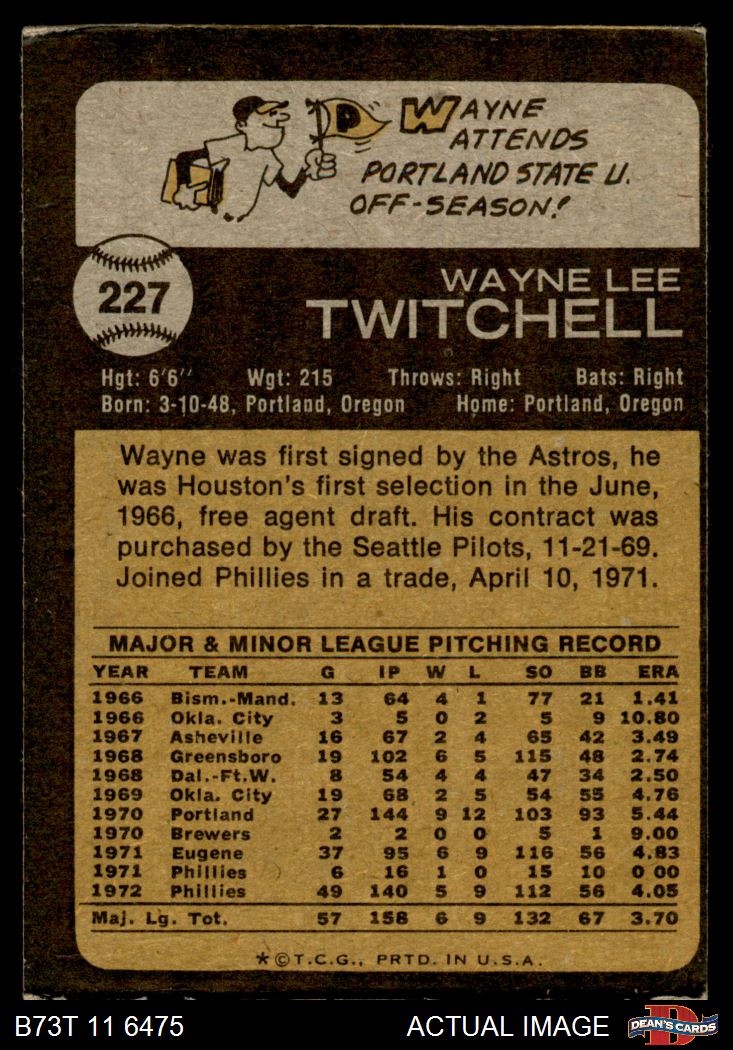 P WAYNE
ATTENDS
PORTLAND STATE U.
OFF-SEASON!
227
WAYNE LEE
TWITCHELL
Hgt: 6'6" Wgt: 215 Throws: Right Bats: Right
Born: 3-10-48, Portland, Oregon Home: Portland, Oregon
Wayne was first signed by the Astros, he
was Houston's first selection in the June,
1966, free agent draft. His contract was
purchased by the Seattle Pilots, 11-21-69.
Joined Phillies in a trade, April 10, 1971.
MAJOR & MINOR LEAGUE PITCHING RECORD
YEAR TEAM G IP W L SO BB ERA
1966 Bism.-Mand. 13 64 4 1 77 21 1.41
1966 Okla. City 3 5 0 2 5 9 10.80
1967 Asheville 16 67 2 4 65 42 3.49
1968 Greensboro 19 102 6 5 115 48 2.74
1968 Dal.-Ft.W. 8 54 4 4 47 34 2.50
1969 Okla. City 19 68 2 5 54 55 4.76
1970 Portland 27 144 9 12 103 93 5.44
1970 Brewers 2 2 0 0 5 1 9.00
1971 Eugene 37 95 6 9 116 56 4.83
1971 Phillies 6 16 1 0 15 10 0 00
1972 Phillies 49 140 5 9 112 56 4.05
Maj. Lg. Tot. 57 158 6 9 132 67 3.70
*©T.C.G., PRTD. IN U.S.A.
B73T 11 6475 ACTUAL IMAGE D DEAN'S CARDS